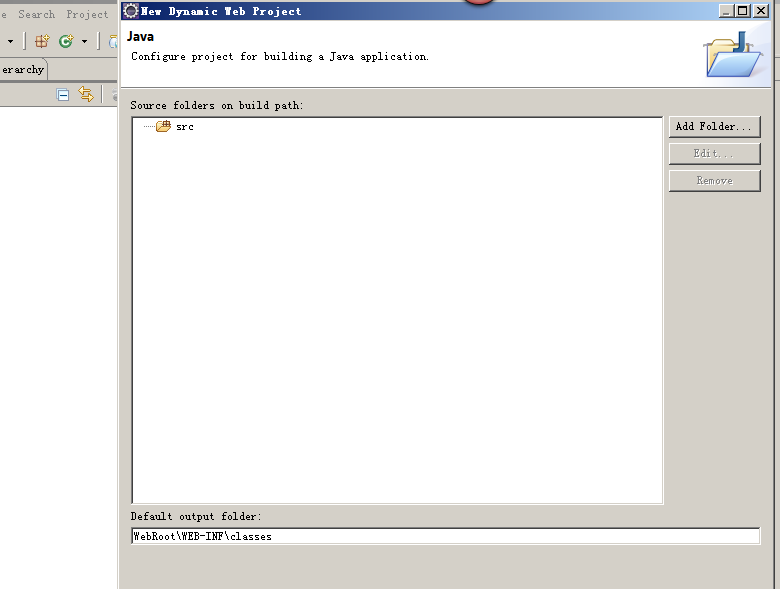 New Dynamic Web Project
Search Project
Java
Configure project for building a Java application.
erarchy
Source folders on build path:
src
Add Folder...
Edit...
Remove
Default output folder:
WebRoot\WEB-INF\classes